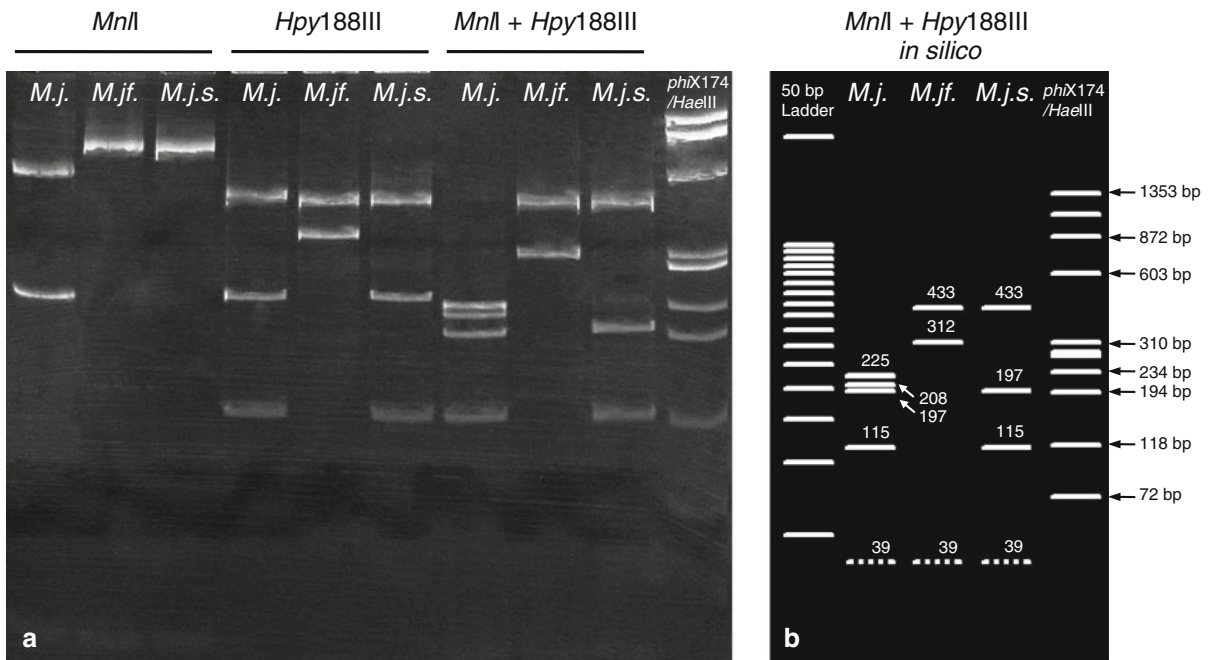 MnlI
Hpy188III
MnlI + Hpy188III
M.j.
M.jf.
M.j.s.
M.j.
M.jf.
M.j.s.
M.j.
M.jf.
M.j.s.
phiX174
/HaeIII
a
MnlI + Hpy188III
in silico
50 bp
Ladder
M.j.
M.jf.
M.j.s.
phiX174
/HaeIII
1353 bp
872 bp
603 bp
433
433
312
310 bp
225
234 bp
197
194 bp
208
197
115
115
118 bp
72 bp
39
39
39
b